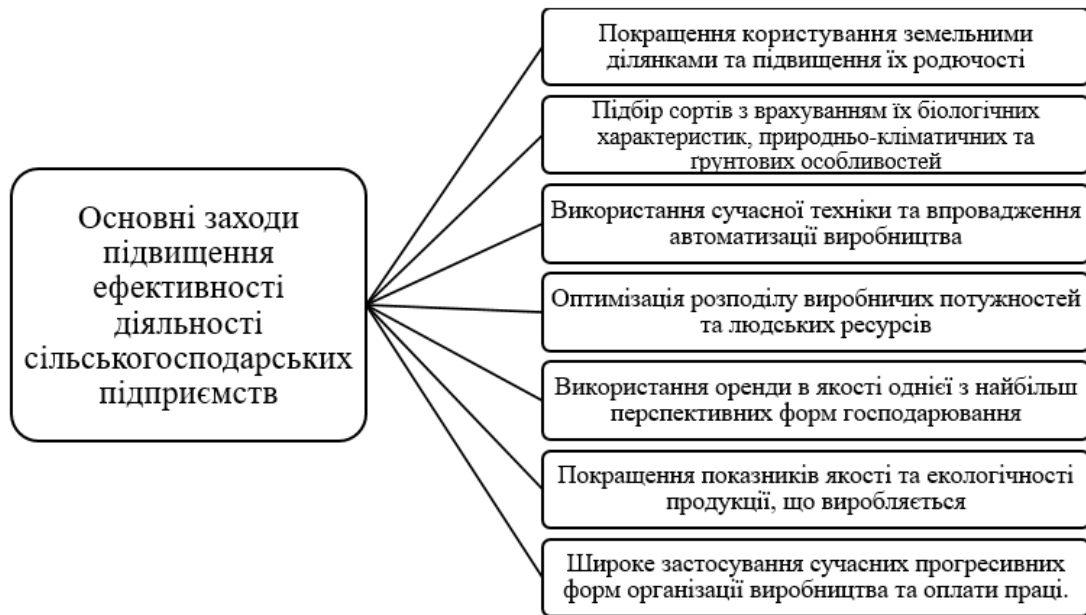 Основні заходи
підвищення
ефективності
діяльності
сільськогосподарських
підприємств
Покращення користування земельними
ділянками та підвищення їх родючості
Підбір сортів з врахуванням їх біологічних
характеристик, природньо-кліматичних та
ґрунтових особливостей
Використання сучасної техніки та впровадження
автоматизації виробництва
Оптимізація розподілу виробничих потужностей
та людських ресурсів
Використання оренди в якості однієї з найбільш
перспективних форм господарювання
Покращення показників якості та екологічності
продукції, що виробляється
Широке застосування сучасних прогресивних
форм організації виробництва та оплати праці.